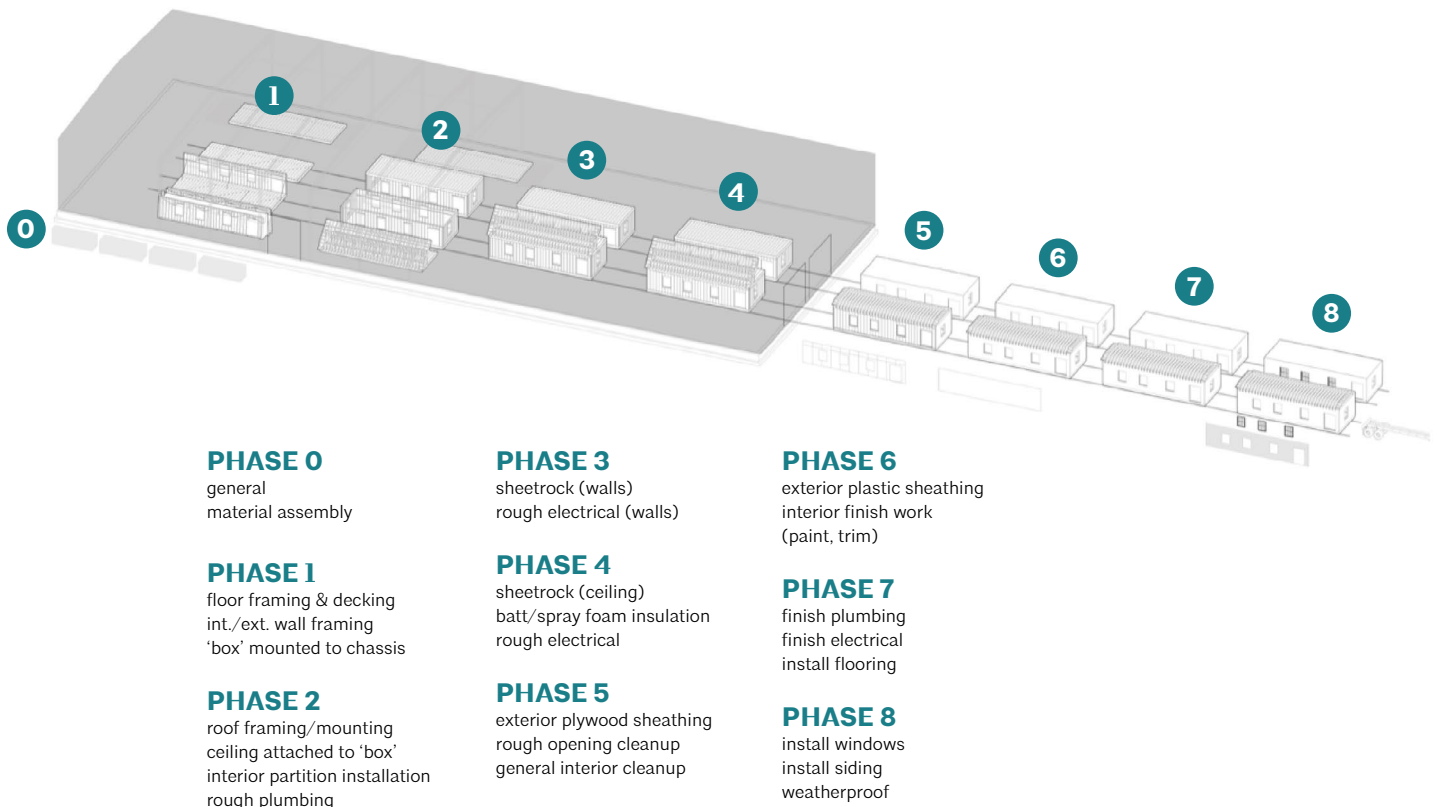 1
2
3
4
0
5
6
7
8
PHASE 0
general
material assembly
PHASE 1
floor framing & decking
int./ext. wall framing
‘box’ mounted to chassis
PHASE 2
roof framing/mounting
ceiling attached to ‘box’
interior partition installation
rough plumbing
PHASE 3
sheetrock (walls)
rough electrical (walls)
PHASE 4
sheetrock (ceiling)
batt/spray foam insulation
rough electrical
PHASE 5
exterior plywood sheathing
rough opening cleanup
general interior cleanup
PHASE 6
exterior plastic sheathing
interior finish work
(paint, trim)
PHASE 7
finish plumbing
finish electrical
install flooring
PHASE 8
install windows
install siding
weatherproof